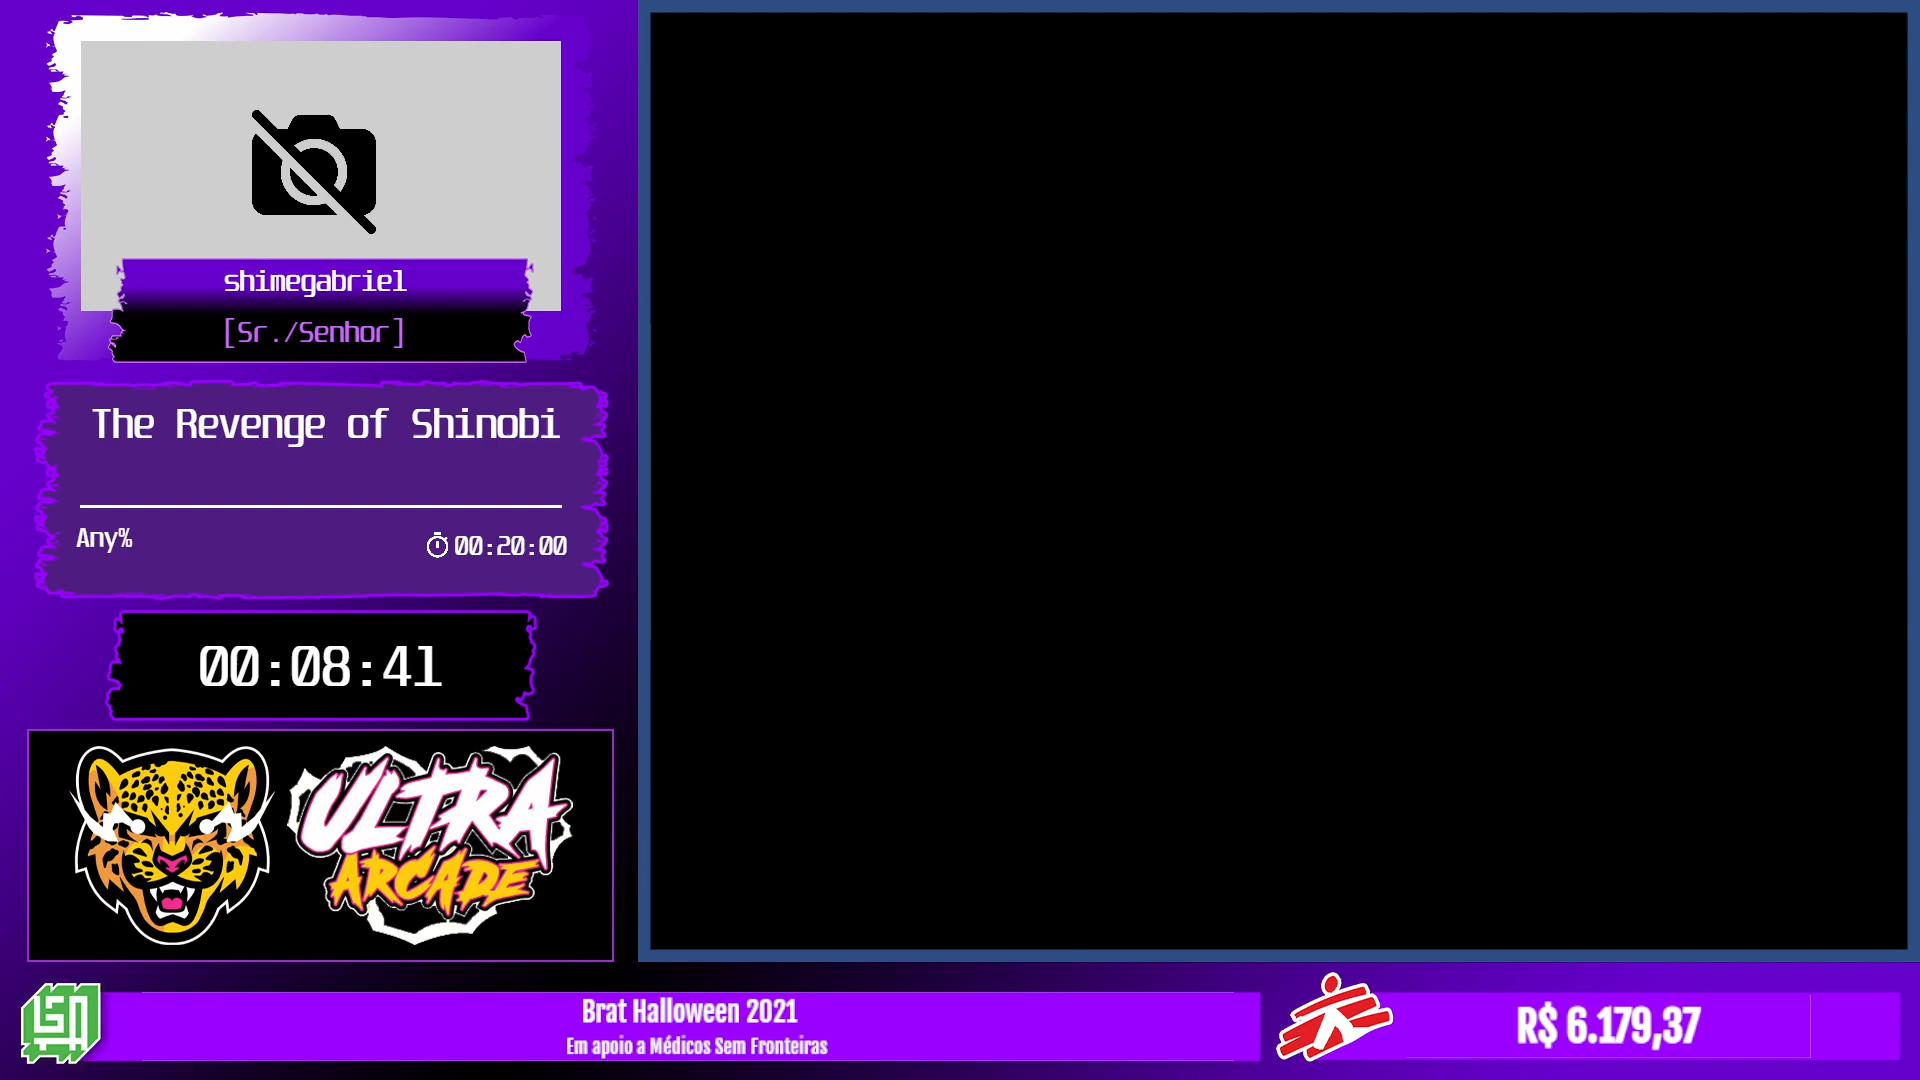 shimegabriel
[Sr./Senhor]
The Revenge of Shinobi
Any%
00:20:00
00:08:41
ULTRA
ARCADE
Brat Halloween 2021
Em apoio a Médicos Sem Fronteiras
R$ 6.179,37